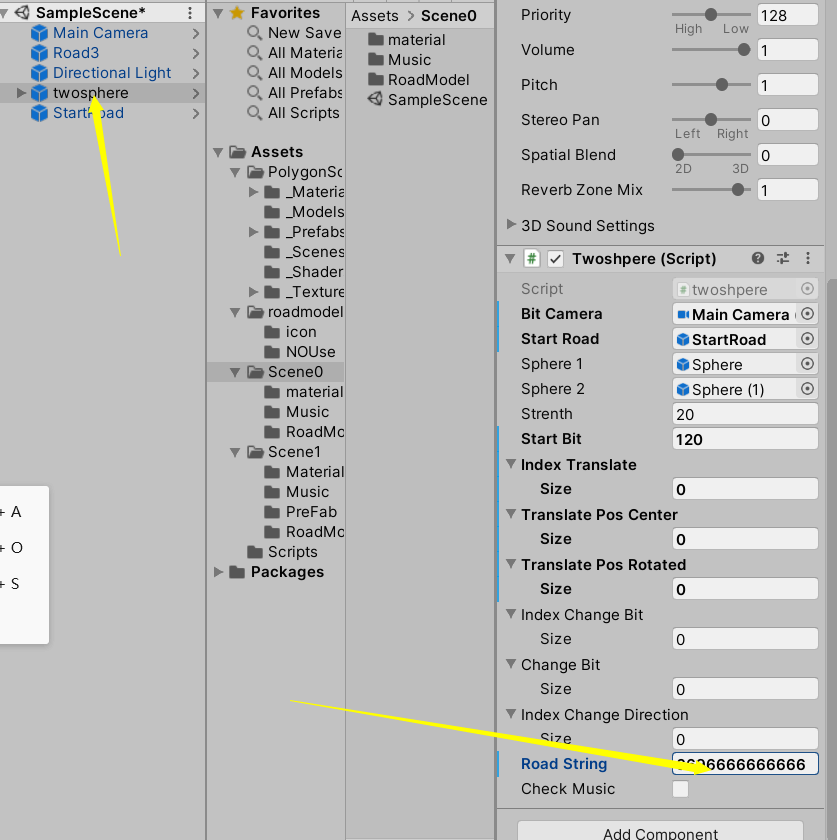 SampleScene*
Main Camera
Road3
Directional Light
twosphere
StartRoad
+ A
+ O
+ S
Favorites
New Save
All Materia
All Models
All Prefabs
All Scripts
Assets
PolygonSc
_Materia
_Models
_Prefabs
_Scenes
_Shader
_Texture
roadmodel
icon
NOUse
Scene0
material
Music
RoadMo
Scene1
Material
Music
PreFab
RoadMo
Scripts
Packages
Assets > Scene0
material
Music
RoadModel
SampleScene
Priority 128
High Low
Volume 1
Pitch 1
Stereo Pan 0
Left Right
Spatial Blend 0
2D 3D
Reverb Zone Mix 1
3D Sound Settings
# Twoshpere (Script)
Script # twoshpere
Bit Camera Main Camera (
Start Road StartRoad
Sphere 1 Sphere
Sphere 2 Sphere (1)
Strenth 20
Start Bit 120
Index Translate
Size 0
Translate Pos Center
Size 0
Translate Pos Rotated
Size 0
Index Change Bit
Size 0
Change Bit
Size 0
Index Change Direction
Size 0
Road String
Check Music
Add Component